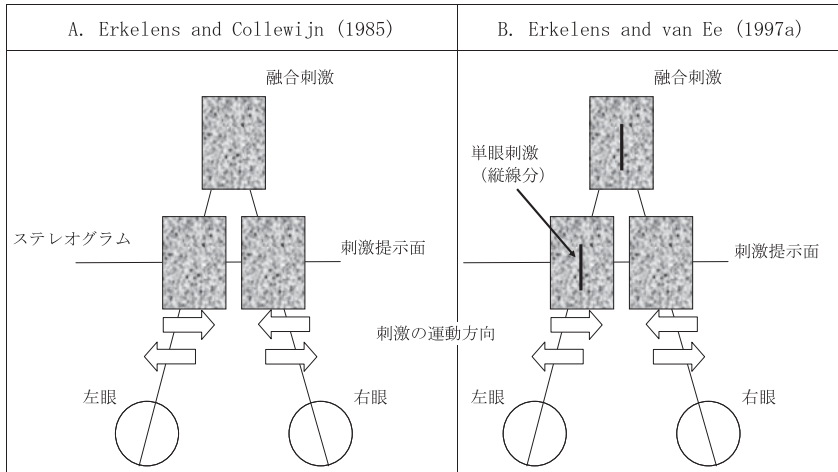 A. Erkelens and Collewijn (1985)
B. Erkelens and van Ee (1997a)
融合刺激
ステレオグラム
刺激提示面
左眼
右眼
融合刺激
単眼刺激
（縦線分）
刺激提示面
刺激の運動方向
左眼
右眼